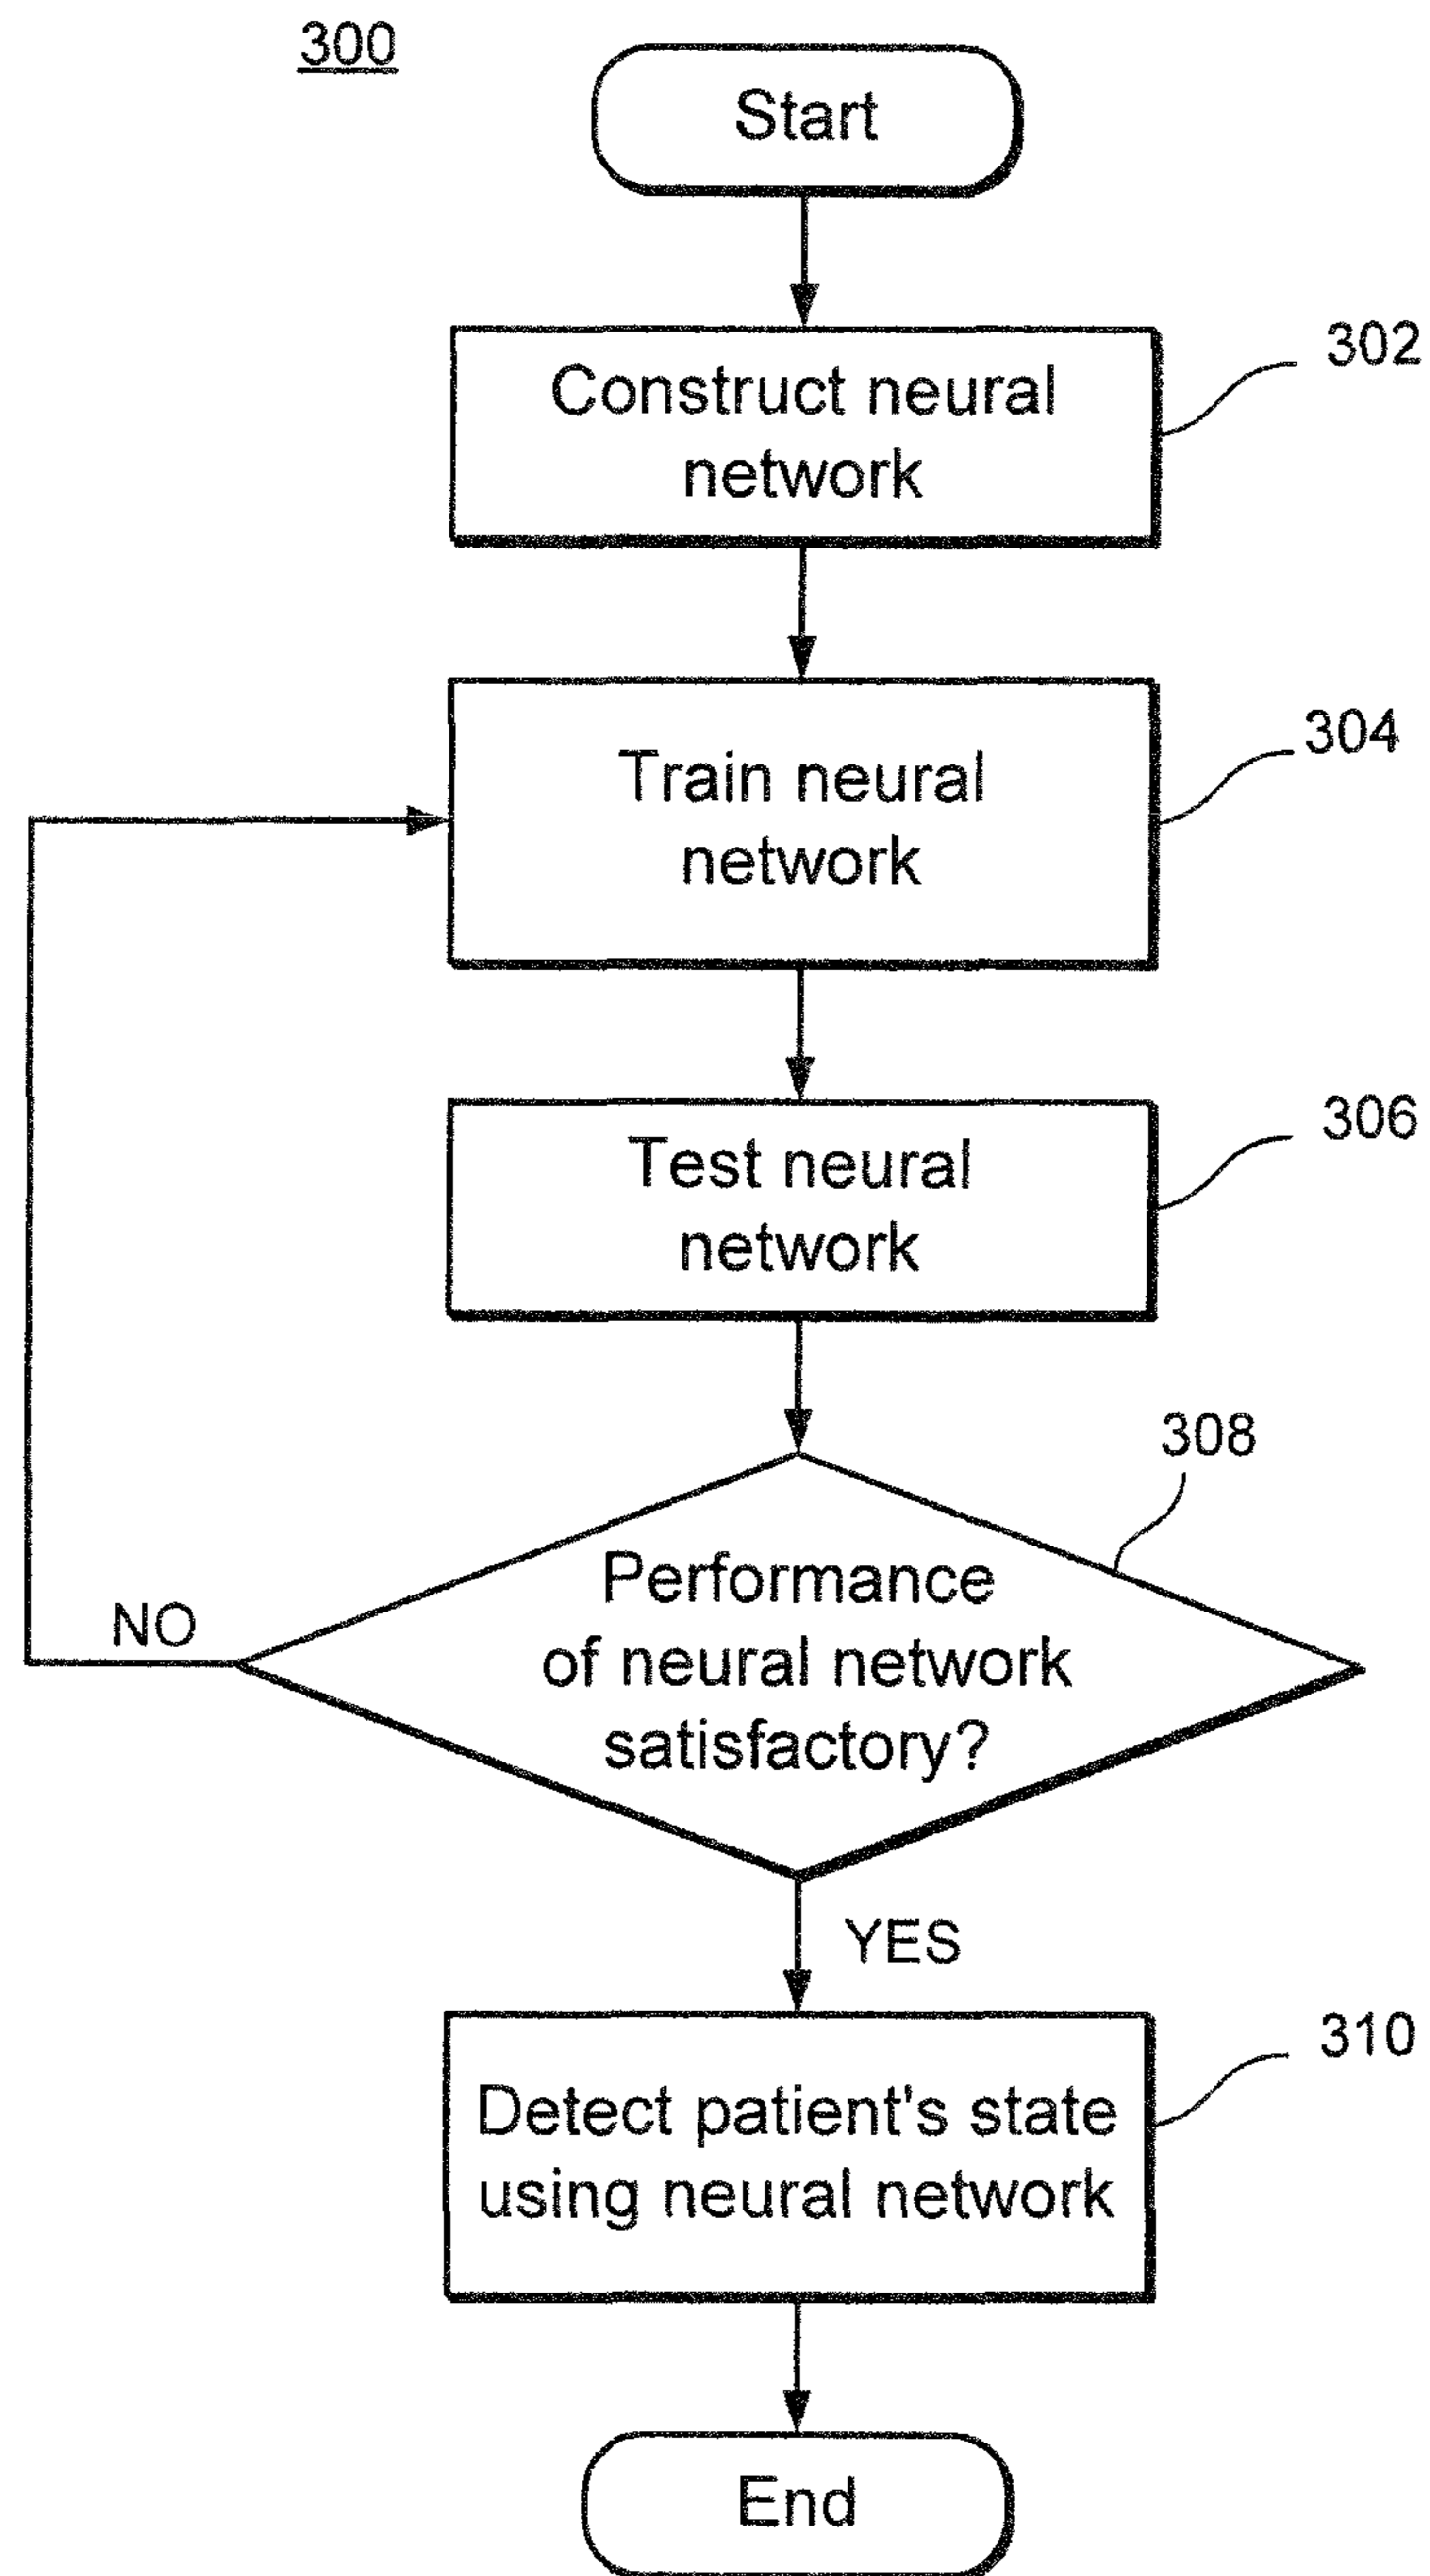 300
Start
Construct neural
network
302
Train neural
network
304
Test neural
network
306
308
Performance
of neural network
satisfactory?
NO
YES
Detect patient's state
using neural network
310
End